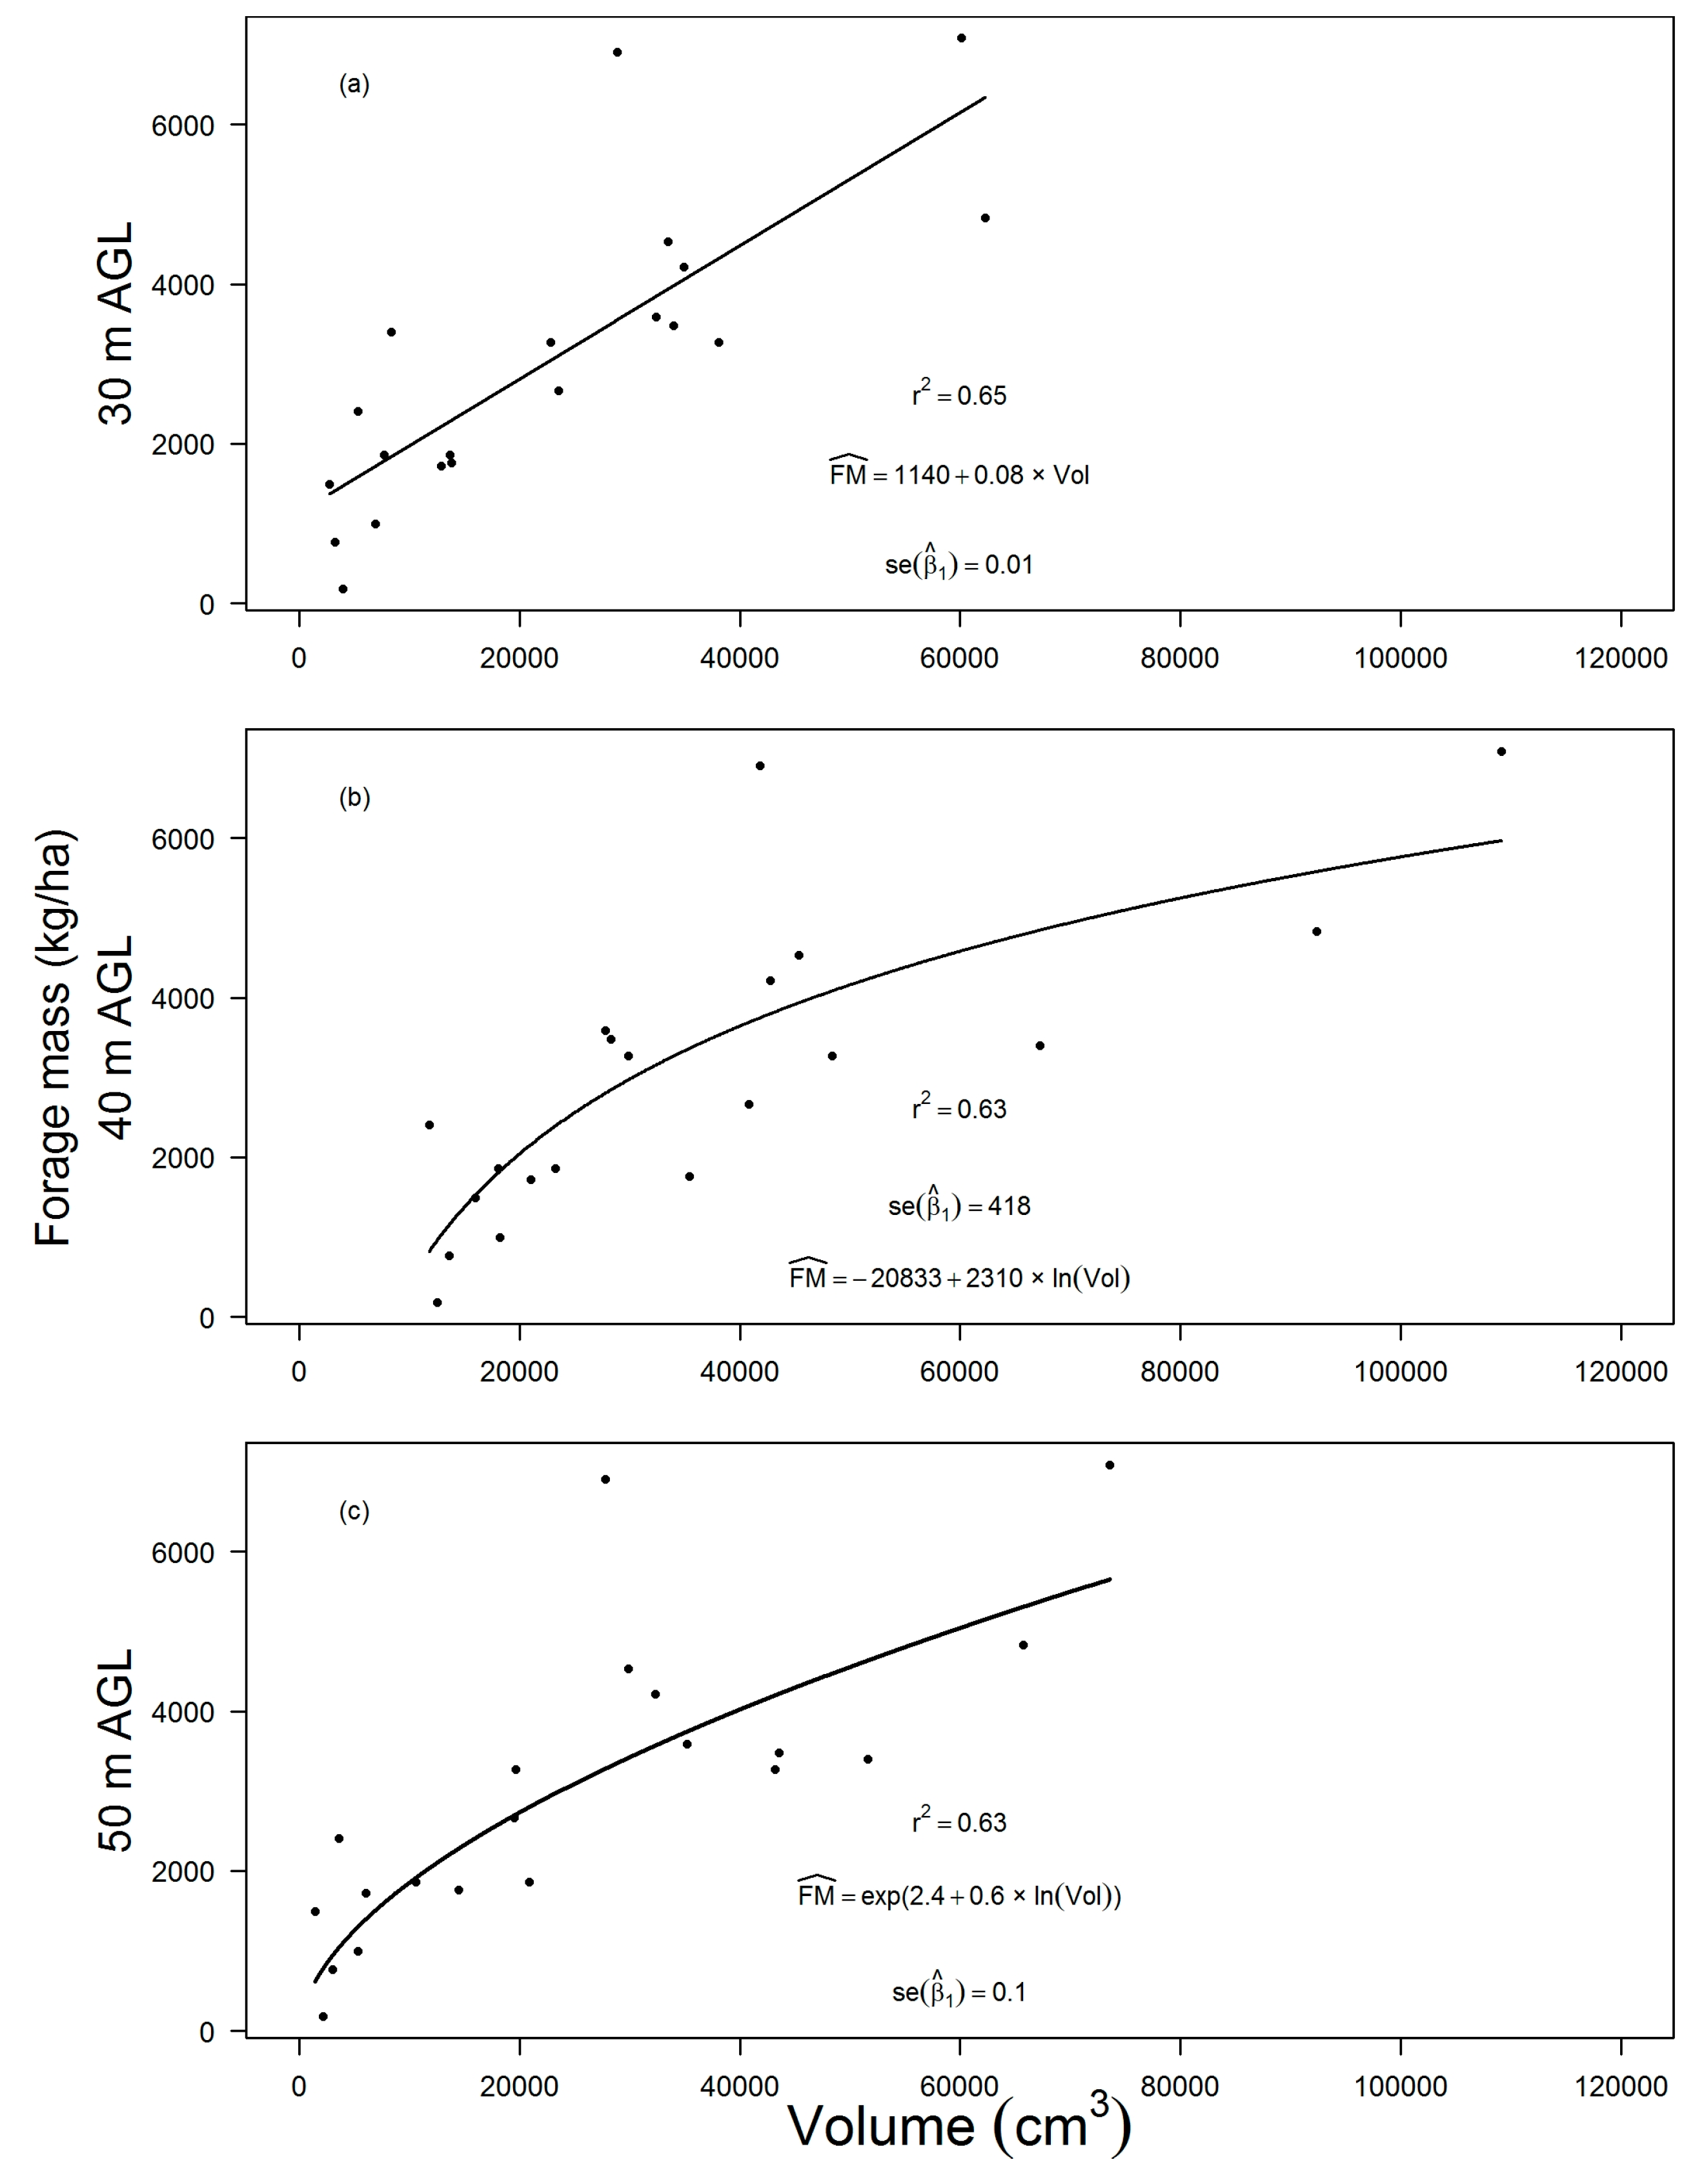 Forage mass (kg/ha)
30 m AGL
(a)
6000
4000
2000
0
r² = 0.65
F͡M = 1140 + 0.08 × Vol
se(β̂₁) = 0.01
0 20000 40000 60000 80000 100000 120000
40 m AGL
(b)
6000
4000
2000
0
r² = 0.63
se(β̂₁) = 418
F͡M = − 20833 + 2310 × ln(Vol)
0 20000 40000 60000 80000 100000 120000
50 m AGL
(c)
6000
4000
2000
0
r² = 0.63
F͡M = exp(2.4 + 0.6 × ln(Vol))
se(β̂₁) = 0.1
0 20000 40000 60000 80000 100000 120000
Volume (cm³)